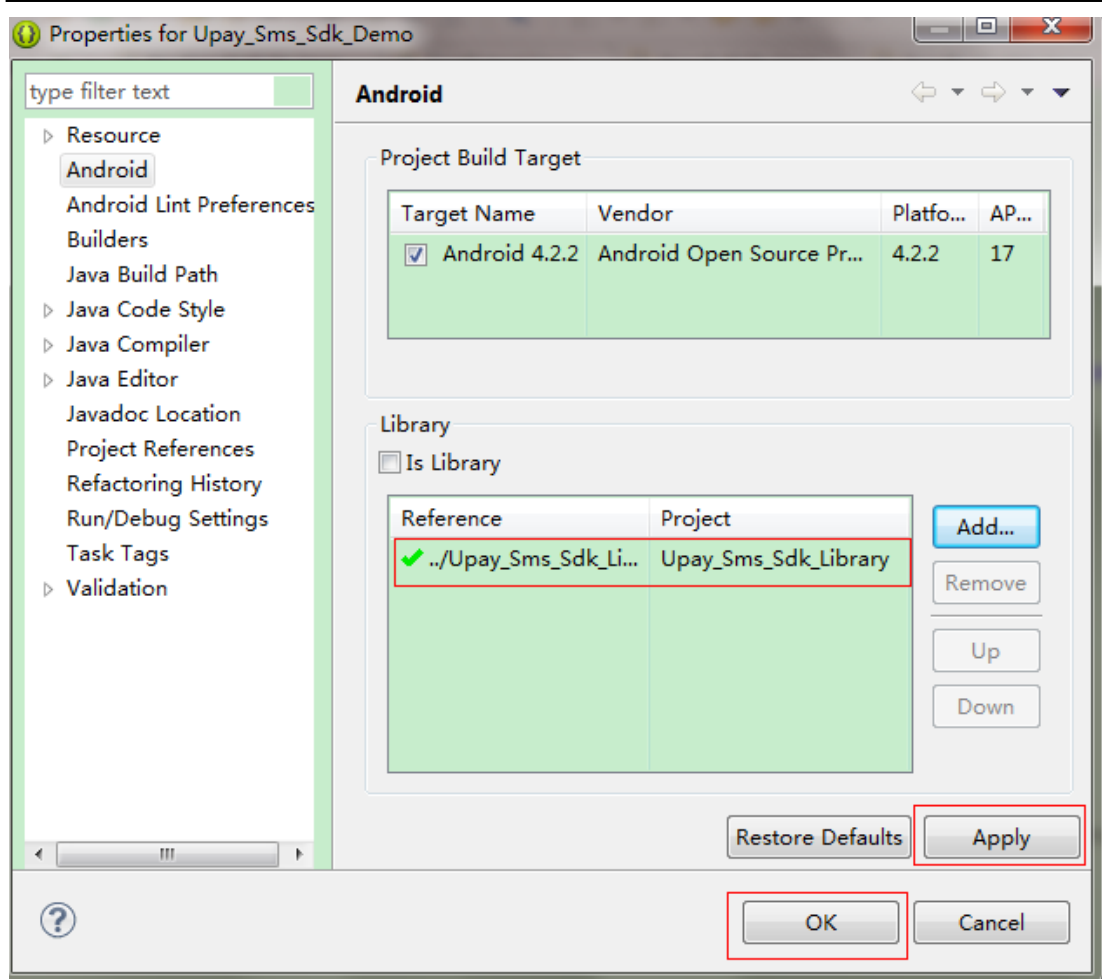 Properties for Upay_Sms_Sdk_Demo
type filter text
Resource
Android
Android Lint Preferences
Builders
Java Build Path
Java Code Style
Java Compiler
Java Editor
Javadoc Location
Project References
Refactoring History
Run/Debug Settings
Task Tags
Validation
Android
Project Build Target
Target Name Vendor Platfo... AP...
Android 4.2.2 Android Open Source Pr... 4.2.2 17
Library
Is Library
Reference Project
../Upay_Sms_Sdk_Li... Upay_Sms_Sdk_Library
Add...
Remove
Up
Down
Restore Defaults Apply
OK Cancel